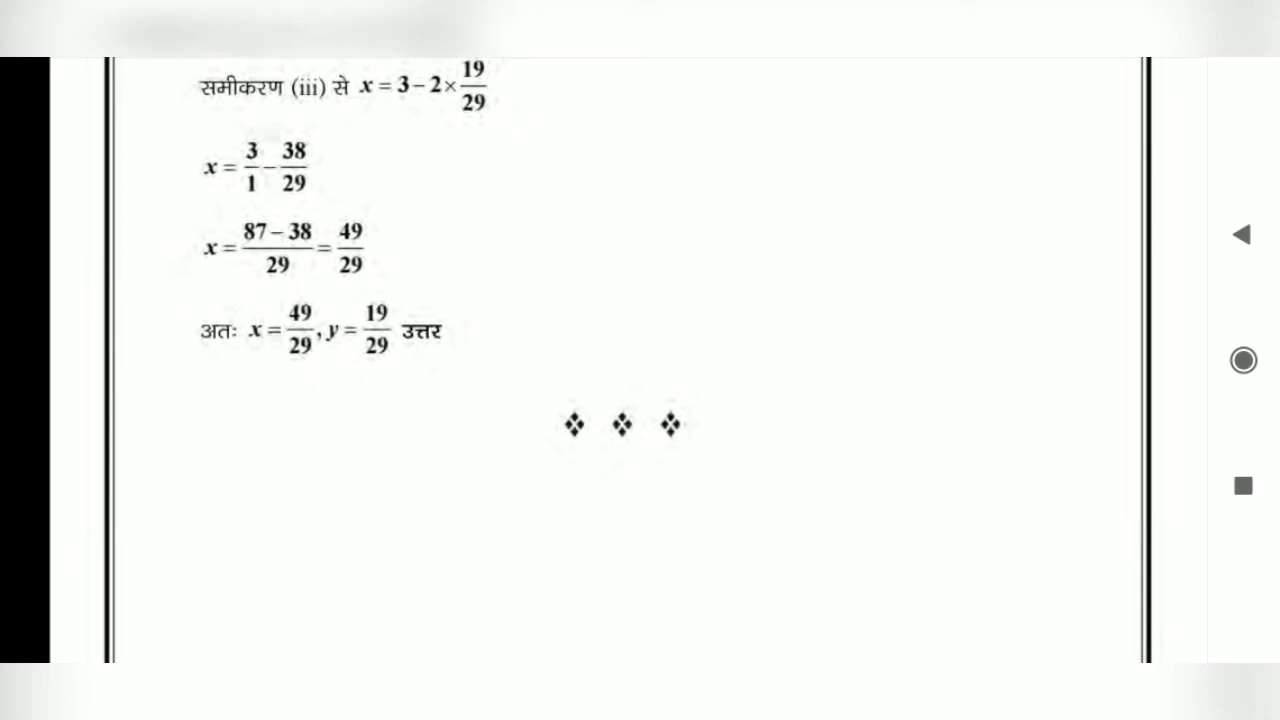 समीकरण (iii) से x = 3 – 2 × 19/29
x = 3/1 – 38/29
x = 87 – 38/29 = 49/29
अतः x = 49/29, y = 19/29 उत्तर